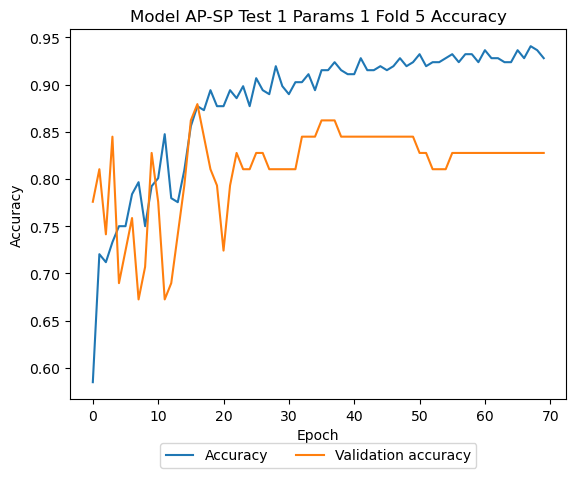 Model AP-SP Test 1 Params 1 Fold 5 Accuracy
0.95
0.90
0.85
0.80
0.75
0.70
0.65
0.60
Accuracy
0 10 20 30 40 50 60 70
Epoch
Accuracy Validation accuracy